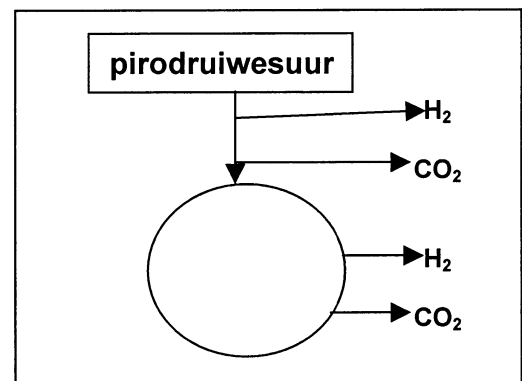 pirodruiwesuur
H₂
CO₂
H₂
CO₂